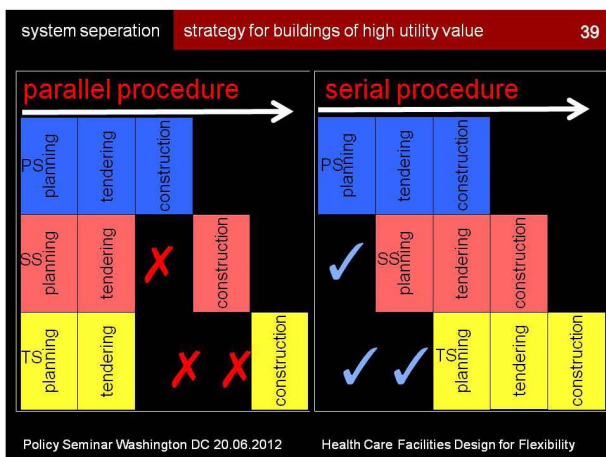 system seperation strategy for buildings of high utility value 39
parallel procedure
PS planning tendering construction
SS planning tendering construction
TS planning tendering construction
serial procedure
PS planning tendering construction
SS planning tendering construction
TS planning tendering construction
Policy Seminar Washington DC 20.06.2012 Health Care Facilities Design for Flexibility